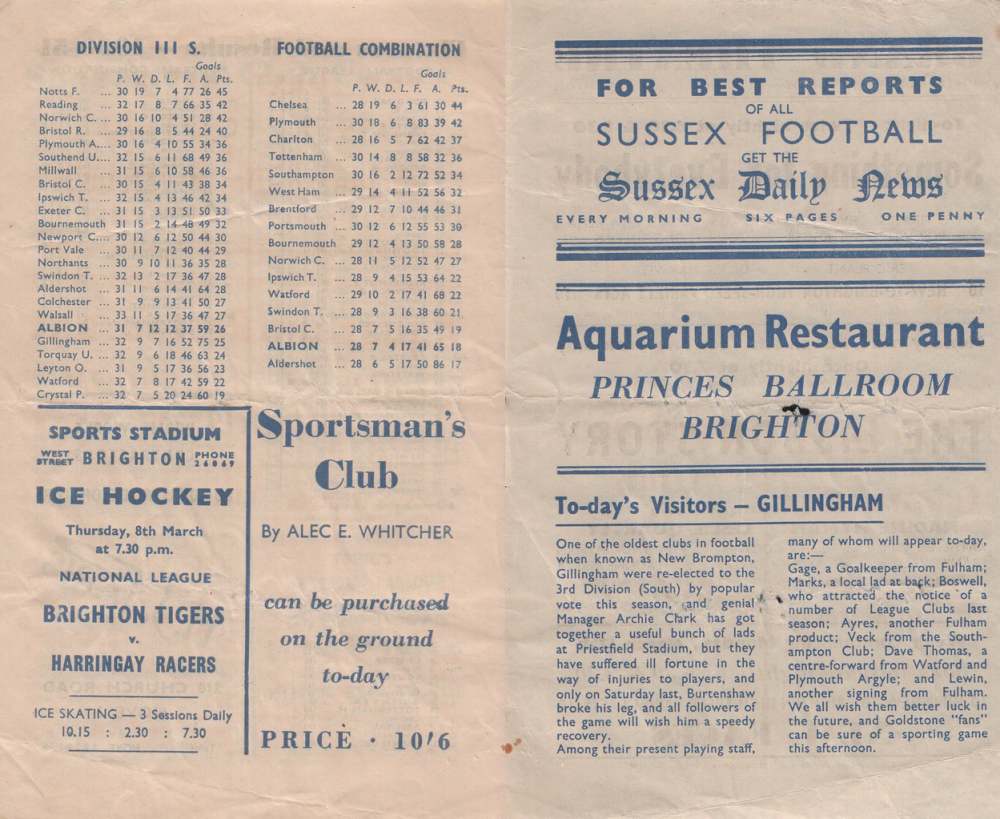 DIVISION III S.
Goals
P. W. D. L. F. A. Pts.
Notts F. ... 30 19 7 4 77 26 45
Reading ... 32 17 8 7 66 35 42
Norwich C. ... 30 16 10 4 51 28 42
Bristol R. ... 29 16 8 5 44 24 40
Plymouth A.... 30 16 4 10 55 34 36
Southend U.... 32 15 6 11 68 49 36
Millwall ... 31 15 6 10 58 46 36
Bristol C. ... 30 15 4 11 43 38 34
Ipswich T. ... 32 15 4 13 46 42 34
Exeter C. ... 31 15 3 13 51 50 33
Bournemouth 31 15 2 14 48 49 32
Newport C.... 30 12 6 12 50 44 30
Port Vale ... 30 11 7 12 40 44 29
Northants ... 30 9 10 11 36 35 28
Swindon T. ... 32 13 2 17 36 47 28
Aldershot ... 31 11 6 14 41 64 28
Colchester ... 31 9 9 13 41 50 27
Walsall ... 33 11 5 17 36 47 27
ALBION ... 31 7 12 12 37 59 26
Gillingham ... 32 9 7 16 52 75 25
Torquay U. ... 32 9 6 18 46 63 24
Leyton O. ... 31 9 5 17 36 56 23
Watford ... 32 7 8 17 42 59 22
Crystal P. ... 32 7 5 20 24 60 19
FOOTBALL COMBINATION
Goals
P. W. D. L. F. A. Pts.
Chelsea ... 28 19 6 3 61 30 44
Plymouth ... 30 18 6 8 83 39 42
Charlton ... 28 16 5 7 62 42 37
Tottenham ... 30 14 8 8 58 32 36
Southampton 30 16 2 12 72 52 34
West Ham ... 29 14 4 11 52 56 32
Brentford ... 29 12 7 10 44 46 31
Portsmouth ... 30 12 6 12 55 53 30
Bournemouth 29 12 4 13 50 58 28
Norwich C. ... 28 11 5 12 52 47 27
Ipswich T. ... 28 9 4 15 53 64 22
Watford ... 29 10 2 17 41 68 22
Swindon T. ... 28 9 3 16 38 60 21
Bristol C. ... 28 7 5 16 35 49 19
ALBION ... 28 7 4 17 41 65 18
Aldershot ... 28 6 5 17 50 86 17
SPORTS STADIUM
WEST STREET BRIGHTON PHONE 26869
ICE HOCKEY
Thursday, 8th March
at 7.30 p.m.
NATIONAL LEAGUE
BRIGHTON TIGERS
v.
HARRINGAY RACERS
ICE SKATING — 3 Sessions Daily
10.15 : 2.30 : 7.30
Sportsman's
Club
By ALEC E. WHITCHER
can be purchased
on the ground
to-day
PRICE · 10/6
FOR BEST REPORTS
OF ALL
SUSSEX FOOTBALL
GET THE
Sussex Daily News
EVERY MORNING SIX PAGES ONE PENNY
Aquarium Restaurant
PRINCES BALLROOM
BRIGHTON
To-day's Visitors — GILLINGHAM
One of the oldest clubs in football
when known as New Brompton,
Gillingham were re-elected to the
3rd Division (South) by popular
vote this season, and genial
Manager Archie Clark has got
together a useful bunch of lads
at Priestfield Stadium, but they
have suffered ill fortune in the
way of injuries to players, and
only on Saturday last, Burtenshaw
broke his leg, and all followers of
the game will wish him a speedy
recovery.
Among their present playing staff,
many of whom will appear to-day,
are:—
Gage, a Goalkeeper from Fulham;
Marks, a local lad at back; Boswell,
who attracted the notice of a
number of League Clubs last
season; Ayres, another Fulham
product; Veck from the South-
ampton Club; Dave Thomas, a
centre-forward from Watford and
Plymouth Argyle; and Lewin,
another signing from Fulham.
We all wish them better luck in
the future, and Goldstone "fans"
can be sure of a sporting game
this afternoon.